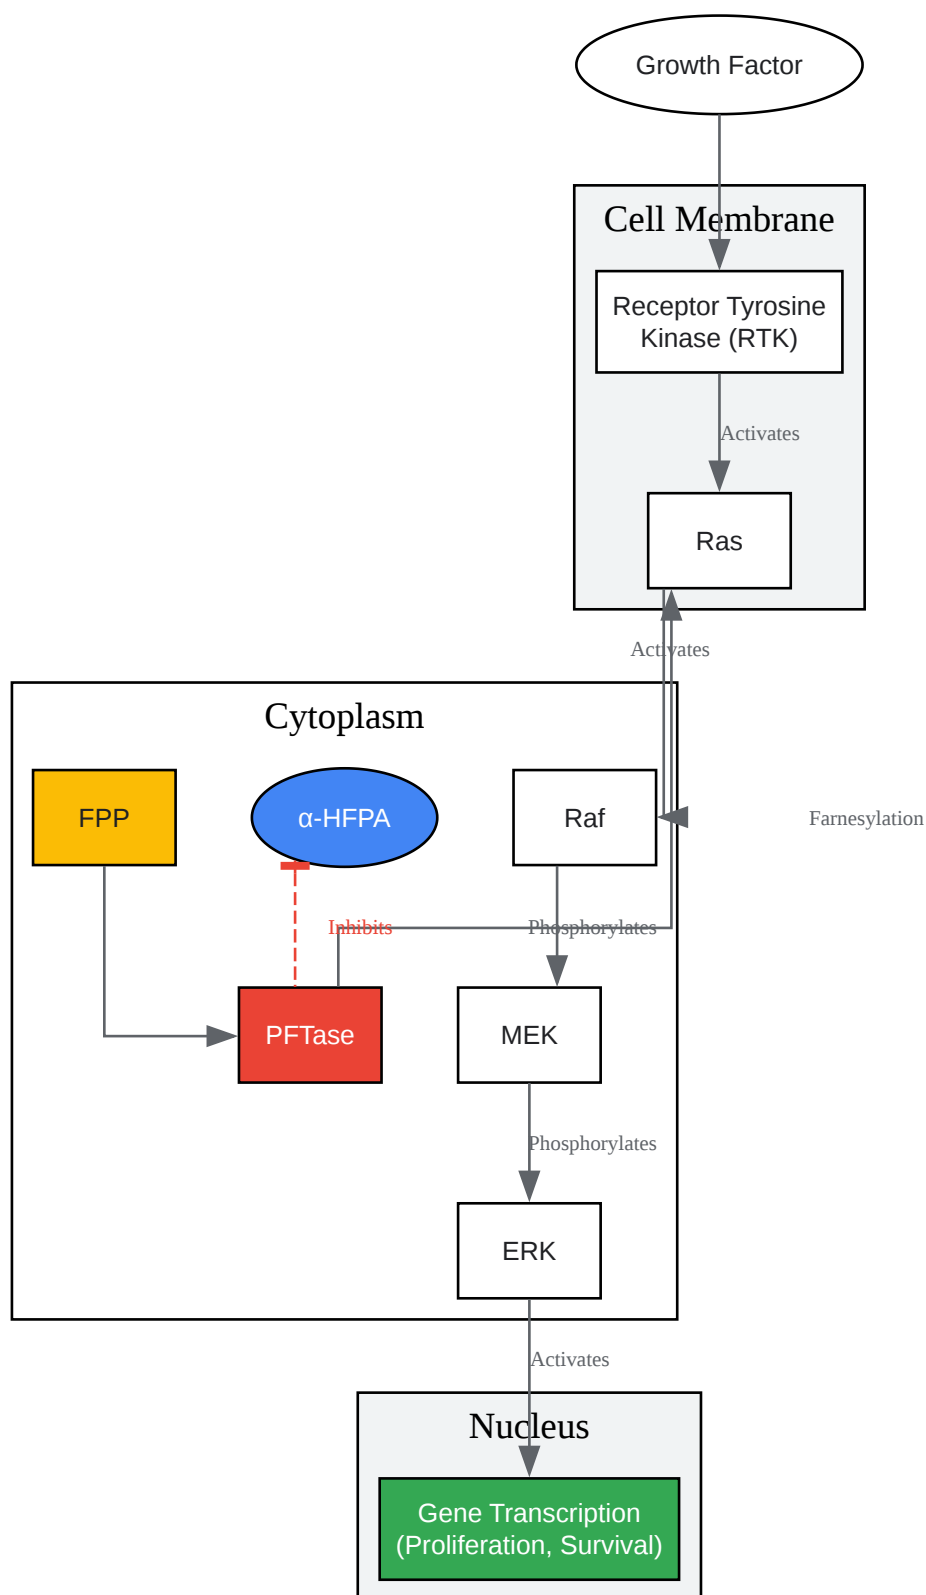 Growth Factor
Cell Membrane
Receptor Tyrosine
Kinase (RTK)
Activates
Ras
Activates
Cytoplasm
FPP
α-HFPA
Raf
Farnesylation
Inhibits
Phosphorylates
PFTase
MEK
Phosphorylates
ERK
Activates
Nucleus
Gene Transcription
(Proliferation, Survival)